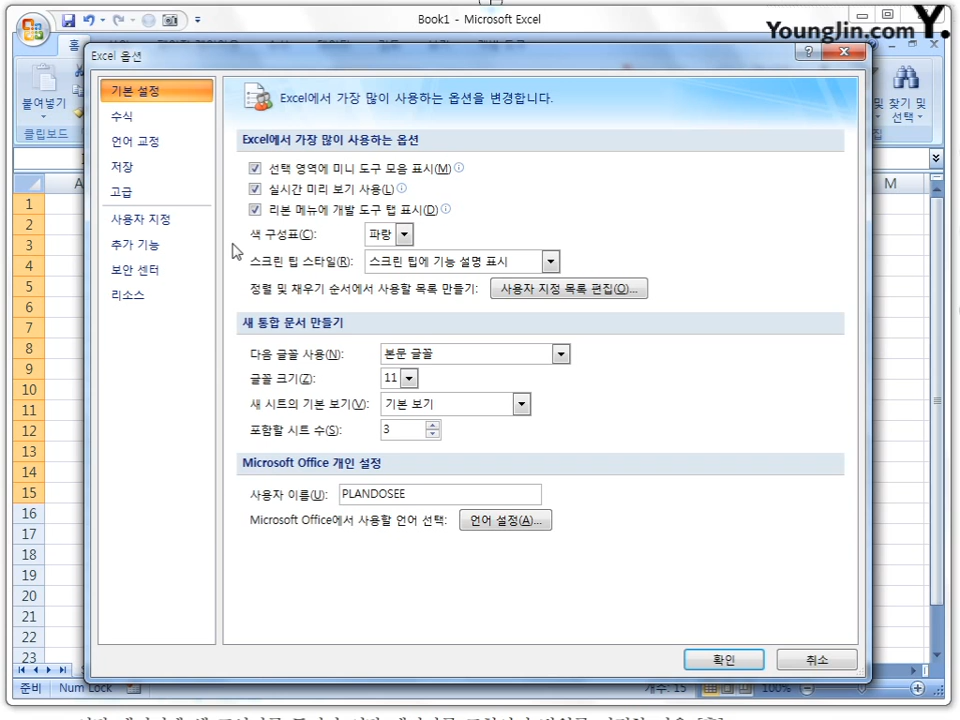 Book1 - Microsoft Excel
YoungJin.com Y.
홈
Excel 옵션
기본 설정
수식
언어 교정
저장
고급
사용자 지정
추가 기능
보안 센터
리소스
Excel에서 가장 많이 사용하는 옵션을 변경합니다.
Excel에서 가장 많이 사용하는 옵션
선택 영역에 미니 도구 모음 표시(M)
실시간 미리 보기 사용(L)
리본 메뉴에 개발 도구 탭 표시(D)
색 구성표(C): 파랑
스크린 팁 스타일(R): 스크린 팁에 기능 설명 표시
정렬 및 채우기 순서에서 사용할 목록 만들기: 사용자 지정 목록 편집(O)...
새 통합 문서 만들기
다음 글꼴 사용(N): 본문 글꼴
글꼴 크기(Z): 11
새 시트의 기본 보기(V): 기본 보기
포함할 시트 수(S): 3
Microsoft Office 개인 설정
사용자 이름(U): PLANDOSEE
Microsoft Office에서 사용할 언어 선택: 언어 설정(A)...
확인 취소
붙여넣기
클립보드
및 찾기 및
선택
A M
1
2
3
4
5
6
7
8
9
10
11
12
13
14
15
16
17
18
19
20
21
22
23
준비 Num Lock 개수: 15 100%